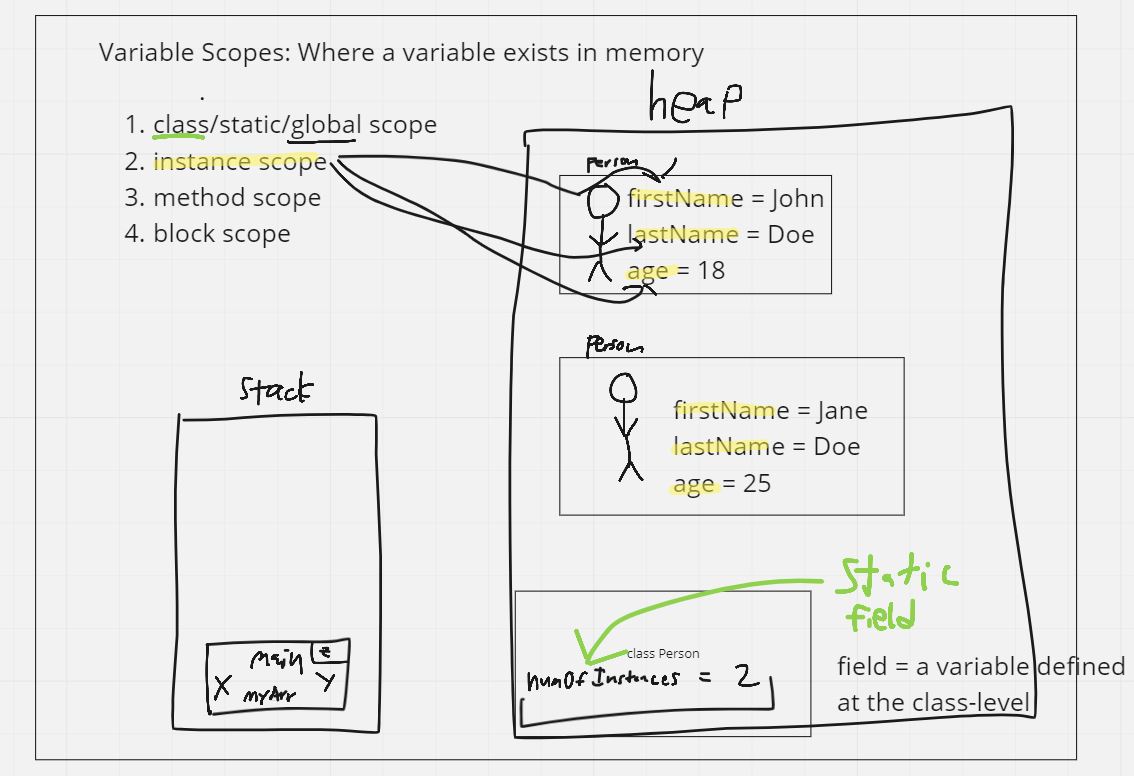 Variable Scopes: Where a variable exists in memory
1. class/static/global scope
2. instance scope
3. method scope
4. block scope
heap
Person
firstName = John
lastName = Doe
age = 18
Person
firstName = Jane
lastName = Doe
age = 25
Stack
main z
X myArr Y
Static
field
class Person
numOfInstances = 2
field = a variable defined
at the class-level